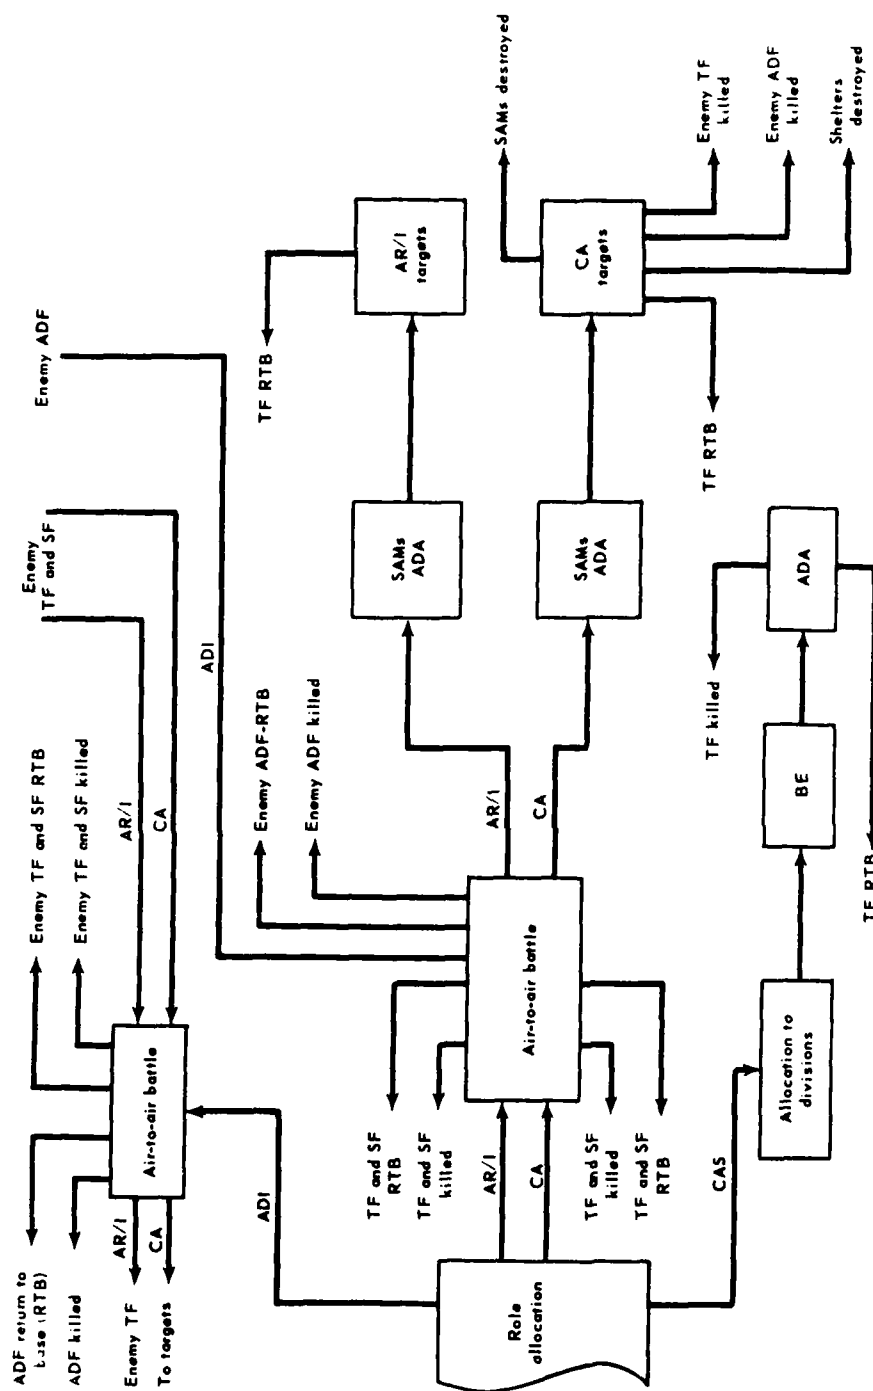 ADF return to
base (RTB)
ADF killed
AR/I
Enemy TF
CA
To targets
Air-to-air battle
Enemy TF and SF RTB
Enemy TF and SF killed
AR/I
CA
Enemy
TF and SF
Enemy ADF
ADI
ADI
Enemy ADF-RTB
Enemy ADF killed
TF and SF
RTB
TF and SF
killed
Air-to-air battle
TF and SF
killed
TF and SF
RTB
Role
allocation
AR/I
CA
AR/I
CA
SAMs
ADA
AR/I
targets
TF RTB
SAMs
ADA
CA
targets
SAMs destroyed
Enemy TF
killed
Enemy ADF
killed
Shelters
destroyed
TF RTB
CAS
Allocation to
divisions
BE
ADA
TF killed
TF RTB